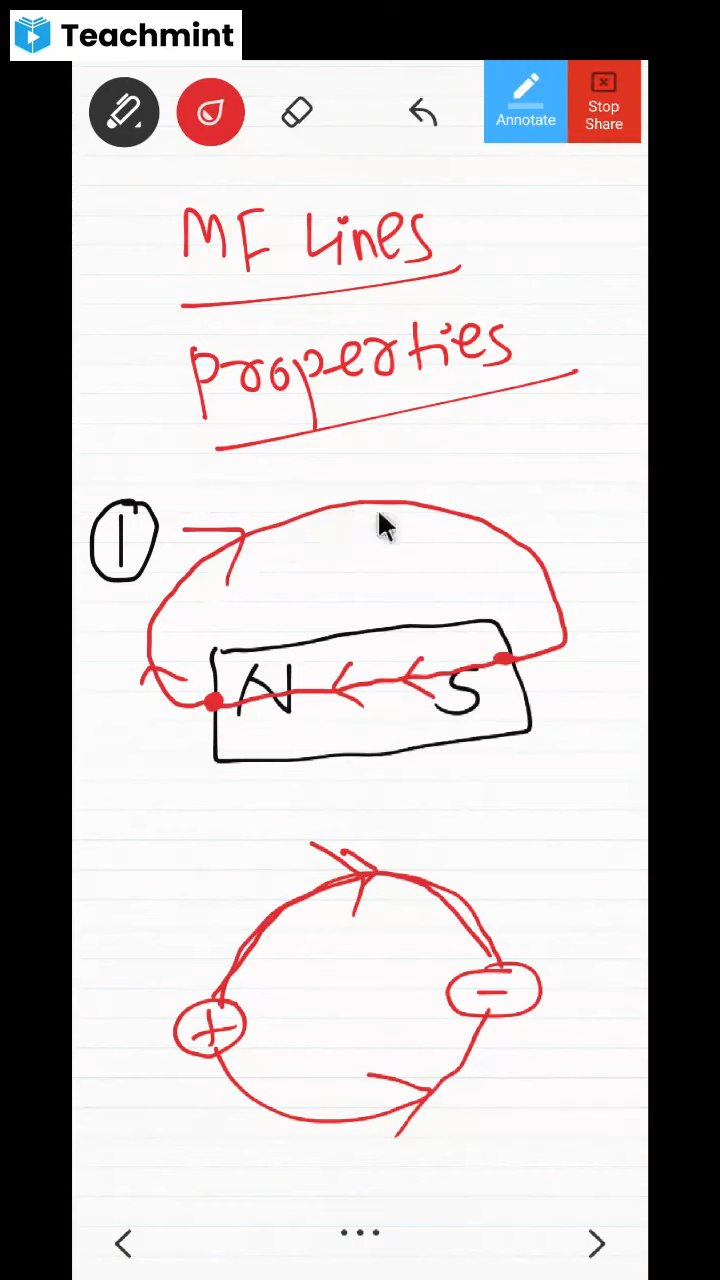 Teachmint
Annotate
Stop
Share
MF Lines
Properties
1
N S
+ -